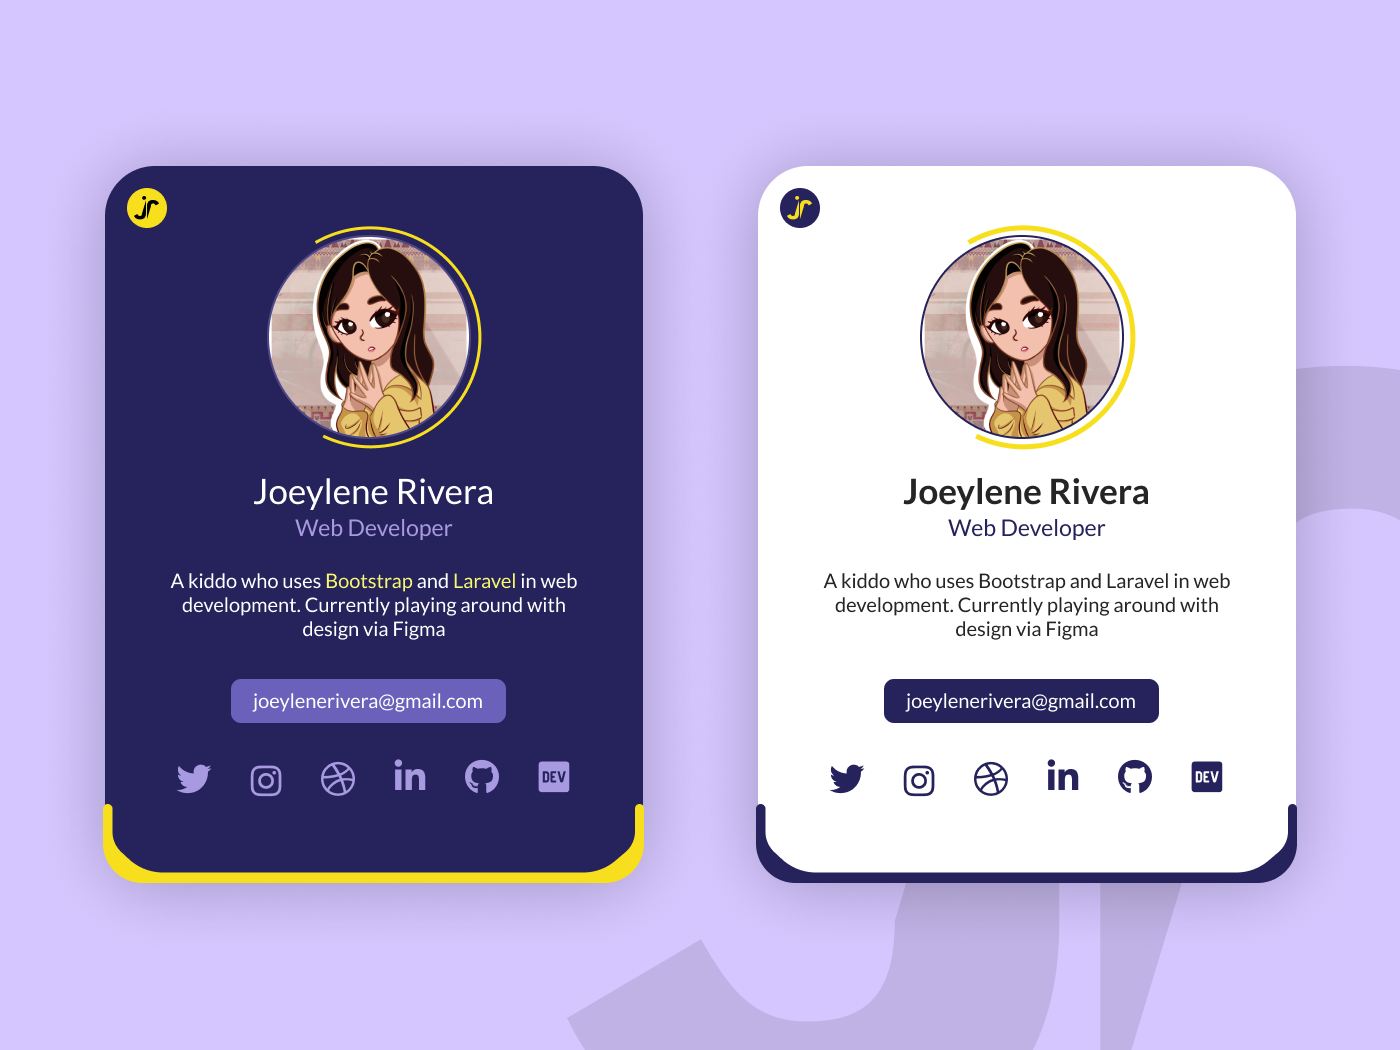 jr
Joeylene Rivera
Web Developer
A kiddo who uses Bootstrap and Laravel in web
development. Currently playing around with
design via Figma
joeylenerivera@gmail.com
in
DEV
jr
Joeylene Rivera
Web Developer
A kiddo who uses Bootstrap and Laravel in web
development. Currently playing around with
design via Figma
joeylenerivera@gmail.com
in
DEV
jr